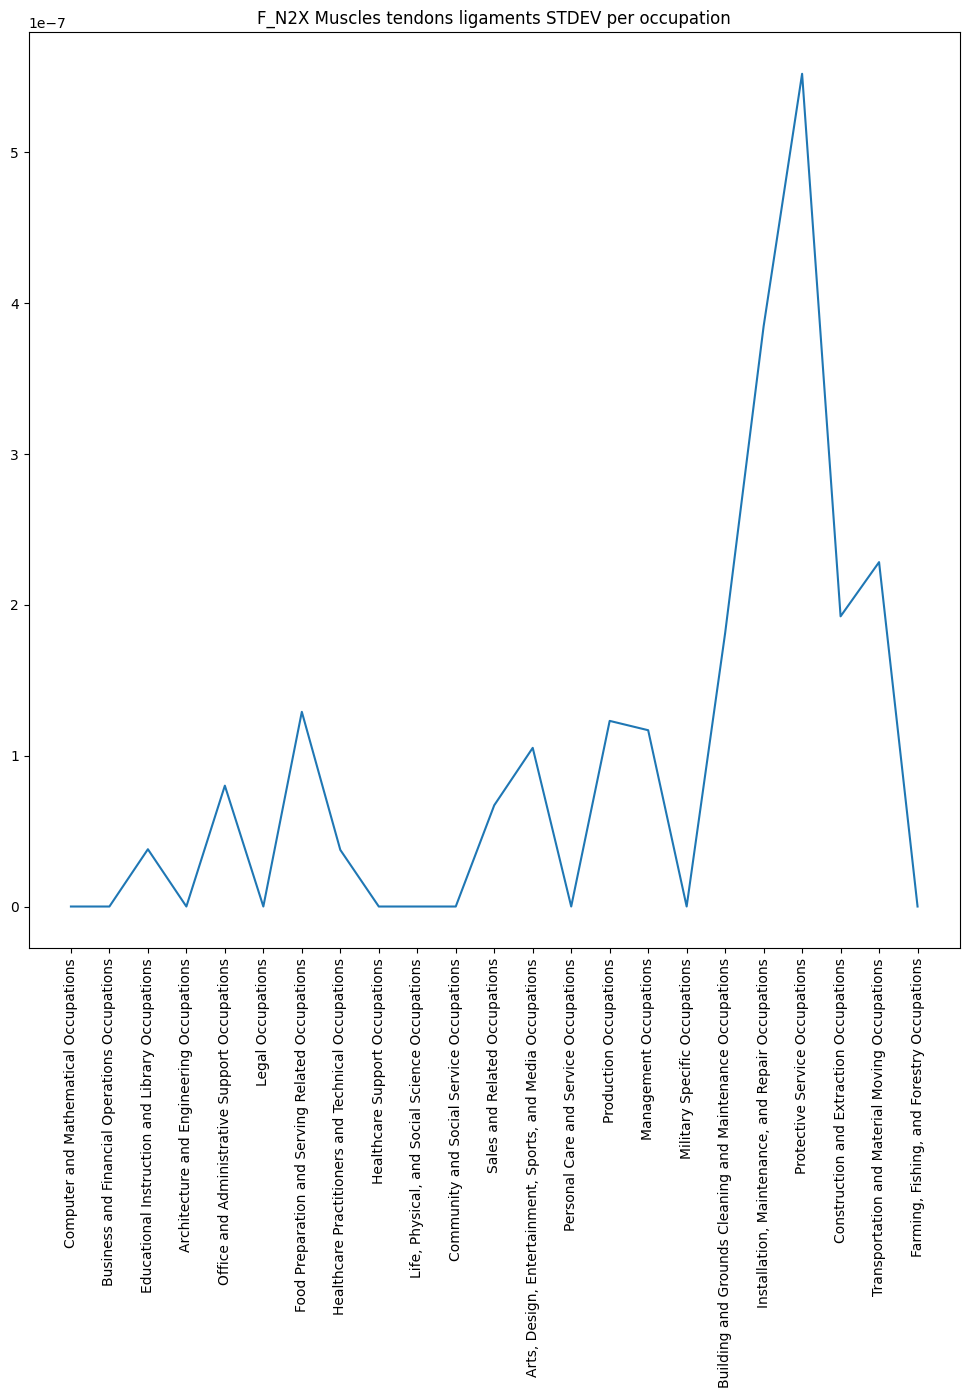 F_N2X Muscles tendons ligaments STDEV per occupation
1e−7
5
4
3
2
1
0
Computer and Mathematical Occupations
Business and Financial Operations Occupations
Educational Instruction and Library Occupations
Architecture and Engineering Occupations
Office and Administrative Support Occupations
Legal Occupations
Food Preparation and Serving Related Occupations
Healthcare Practitioners and Technical Occupations
Healthcare Support Occupations
Life, Physical, and Social Science Occupations
Community and Social Service Occupations
Sales and Related Occupations
Arts, Design, Entertainment, Sports, and Media Occupations
Personal Care and Service Occupations
Production Occupations
Management Occupations
Military Specific Occupations
Building and Grounds Cleaning and Maintenance Occupations
Installation, Maintenance, and Repair Occupations
Protective Service Occupations
Construction and Extraction Occupations
Transportation and Material Moving Occupations
Farming, Fishing, and Forestry Occupations